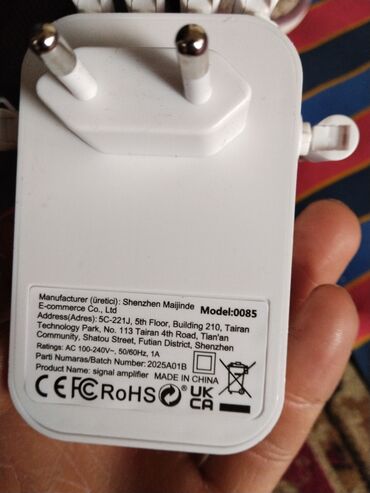 Manufacturer (üretici): Shenzhen Maijinde
E-commerce Co., Ltd
Model:0085
Address(Adres): 5C-221J, 5th Floor, Building 210, Tairan
Technology Park, No. 113 Tairan 4th Road, Tian'an
Community, Shatou Street, Futian District, Shenzhen
Ratings: AC 100-240V~, 50/60Hz, 1A
Parti Numaras/Batch Number: 2025A01B
Product Name: signal amplifier MADE IN CHINA
CE FC RoHS UK CA